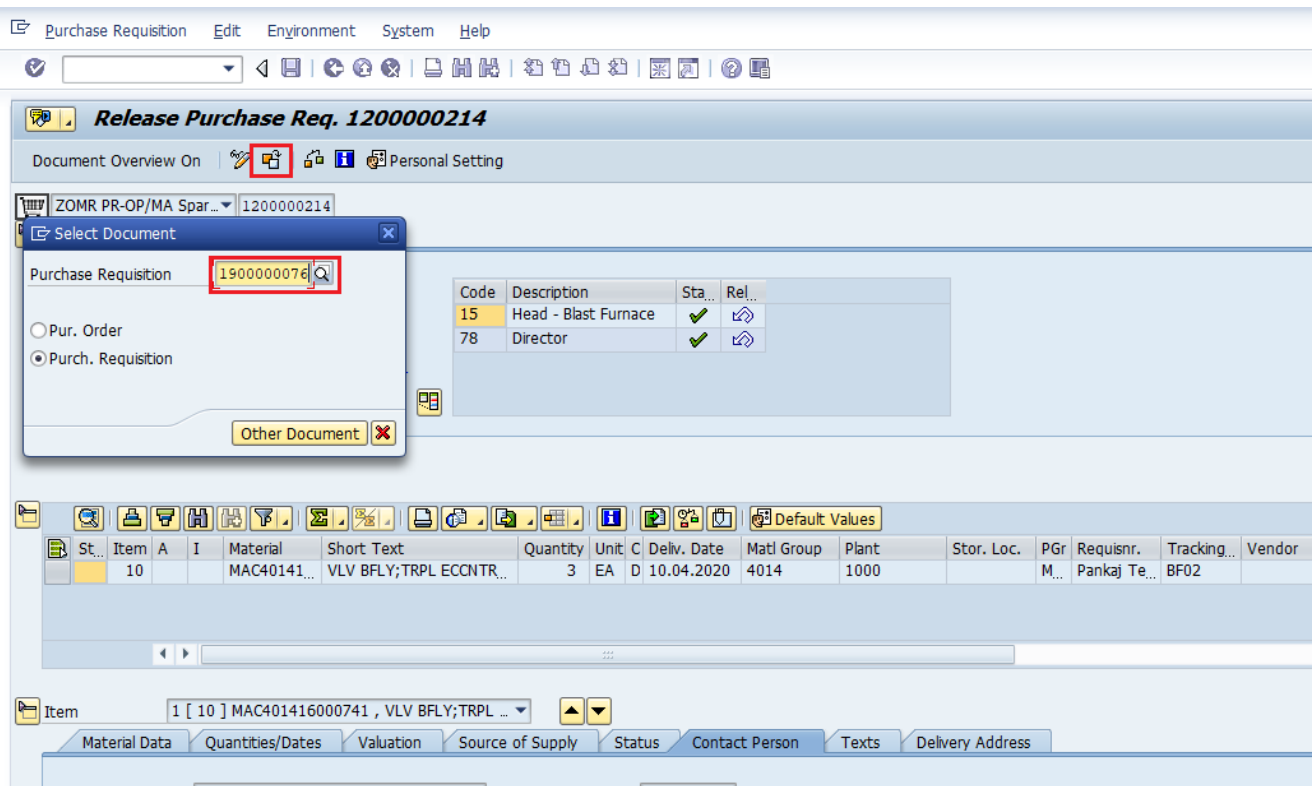 Purchase Requisition Edit Environment System Help
Release Purchase Req. 1200000214
Document Overview On Personal Setting
ZOMR PR-OP/MA Spar... 1200000214
Select Document
Purchase Requisition 1900000076
Pur. Order
Purch. Requisition
Other Document
Code Description Sta... Rel...
15 Head - Blast Furnace
78 Director
Default Values
St... Item A I Material Short Text Quantity Unit C Deliv. Date Matl Group Plant Stor. Loc. PGr Requisnr. Tracking... Vendor
10 MAC40141... VLV BFLY;TRPL ECCNTR... 3 EA D 10.04.2020 4014 1000 M... Pankaj Te... BF02
Item 1 [ 10 ] MAC401416000741 , VLV BFLY;TRPL ...
Material Data Quantities/Dates Valuation Source of Supply Status Contact Person Texts Delivery Address